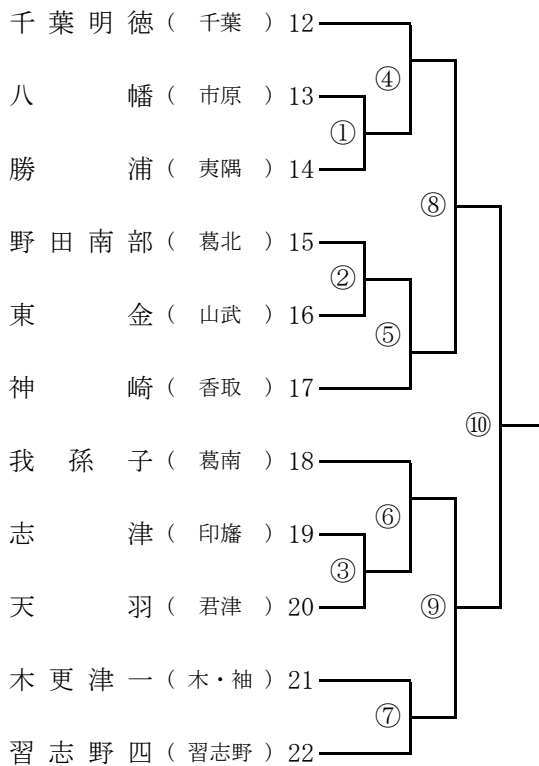 千葉明徳 ( 千葉 ) 12
④
八幡 ( 市原 ) 13
①
勝浦 ( 夷隅 ) 14
⑧
野田南部 ( 葛北 ) 15
②
東金 ( 山武 ) 16
⑤
神崎 ( 香取 ) 17
⑩
我孫子 ( 葛南 ) 18
⑥
志津 ( 印旛 ) 19
③
天羽 ( 君津 ) 20
⑨
木更津一 ( 木・袖 ) 21
⑦
習志野四 ( 習志野 ) 22